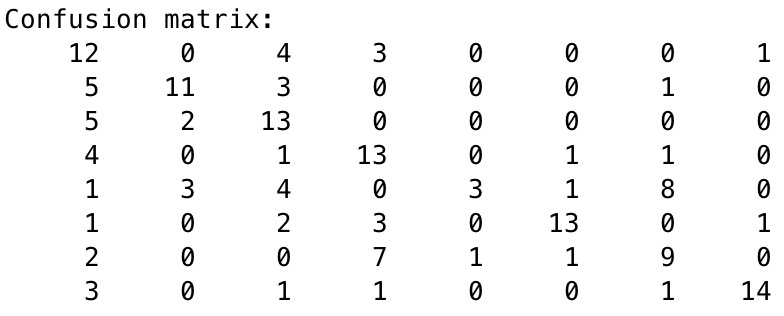 Confusion matrix:
12 0 4 3 0 0 0 1
5 11 3 0 0 0 1 0
5 2 13 0 0 0 0 0
4 0 1 13 0 1 1 0
1 3 4 0 3 1 8 0
1 0 2 3 0 13 0 1
2 0 0 7 1 1 9 0
3 0 1 1 0 0 1 14